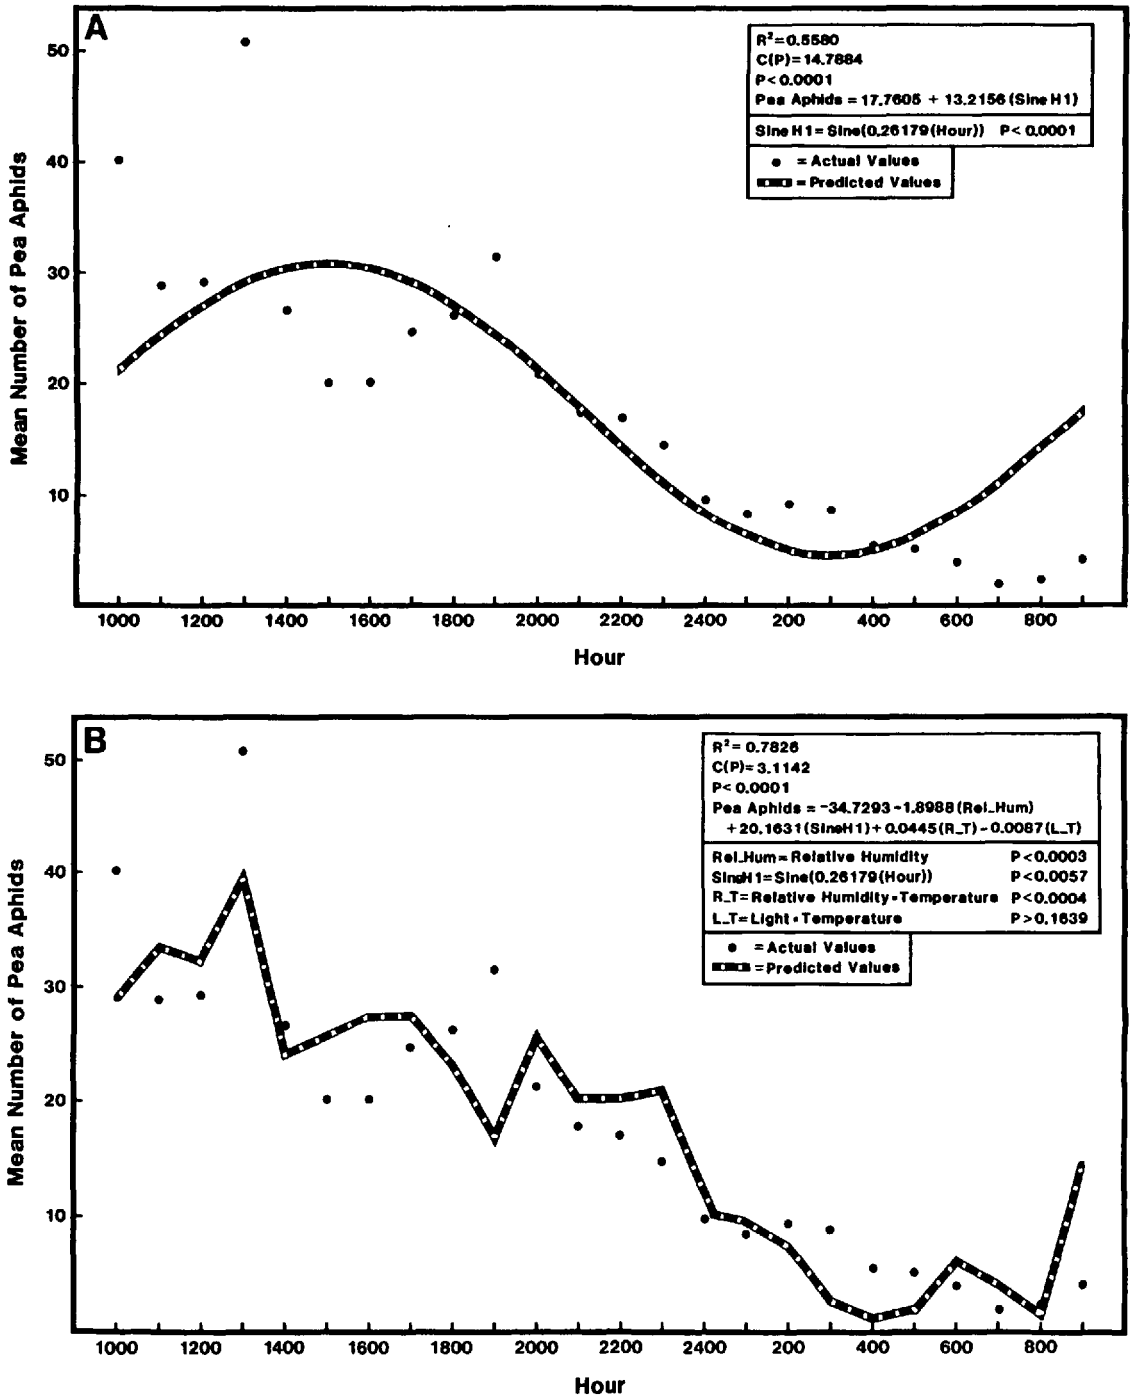 A
R²=0.5580
C(P)=14.7884
P<0.0001
Pea Aphids = 17.7605 + 13.2156 (Sine H1)
Sine H1=Sine(0.26179(Hour)) P<0.0001
• = Actual Values
= Predicted Values
50
40
30
20
10
Mean Number of Pea Aphids
1000 1200 1400 1600 1800 2000 2200 2400 200 400 600 800
Hour
B
R²=0.7826
C(P)=3.1142
P<0.0001
Pea Aphids = -34.7293-1.8988(Rel_Hum)
+20.1631(SineH1)+0.0445(R_T)-0.0087(L_T)
Rel_Hum=Relative Humidity P<0.0003
SineH1=Sine(0.26179(Hour)) P<0.0057
R_T=Relative Humidity*Temperature P<0.0004
L_T=Light*Temperature P>0.1639
• = Actual Values
= Predicted Values
50
40
30
20
10
Mean Number of Pea Aphids
1000 1200 1400 1600 1800 2000 2200 2400 200 400 600 800
Hour